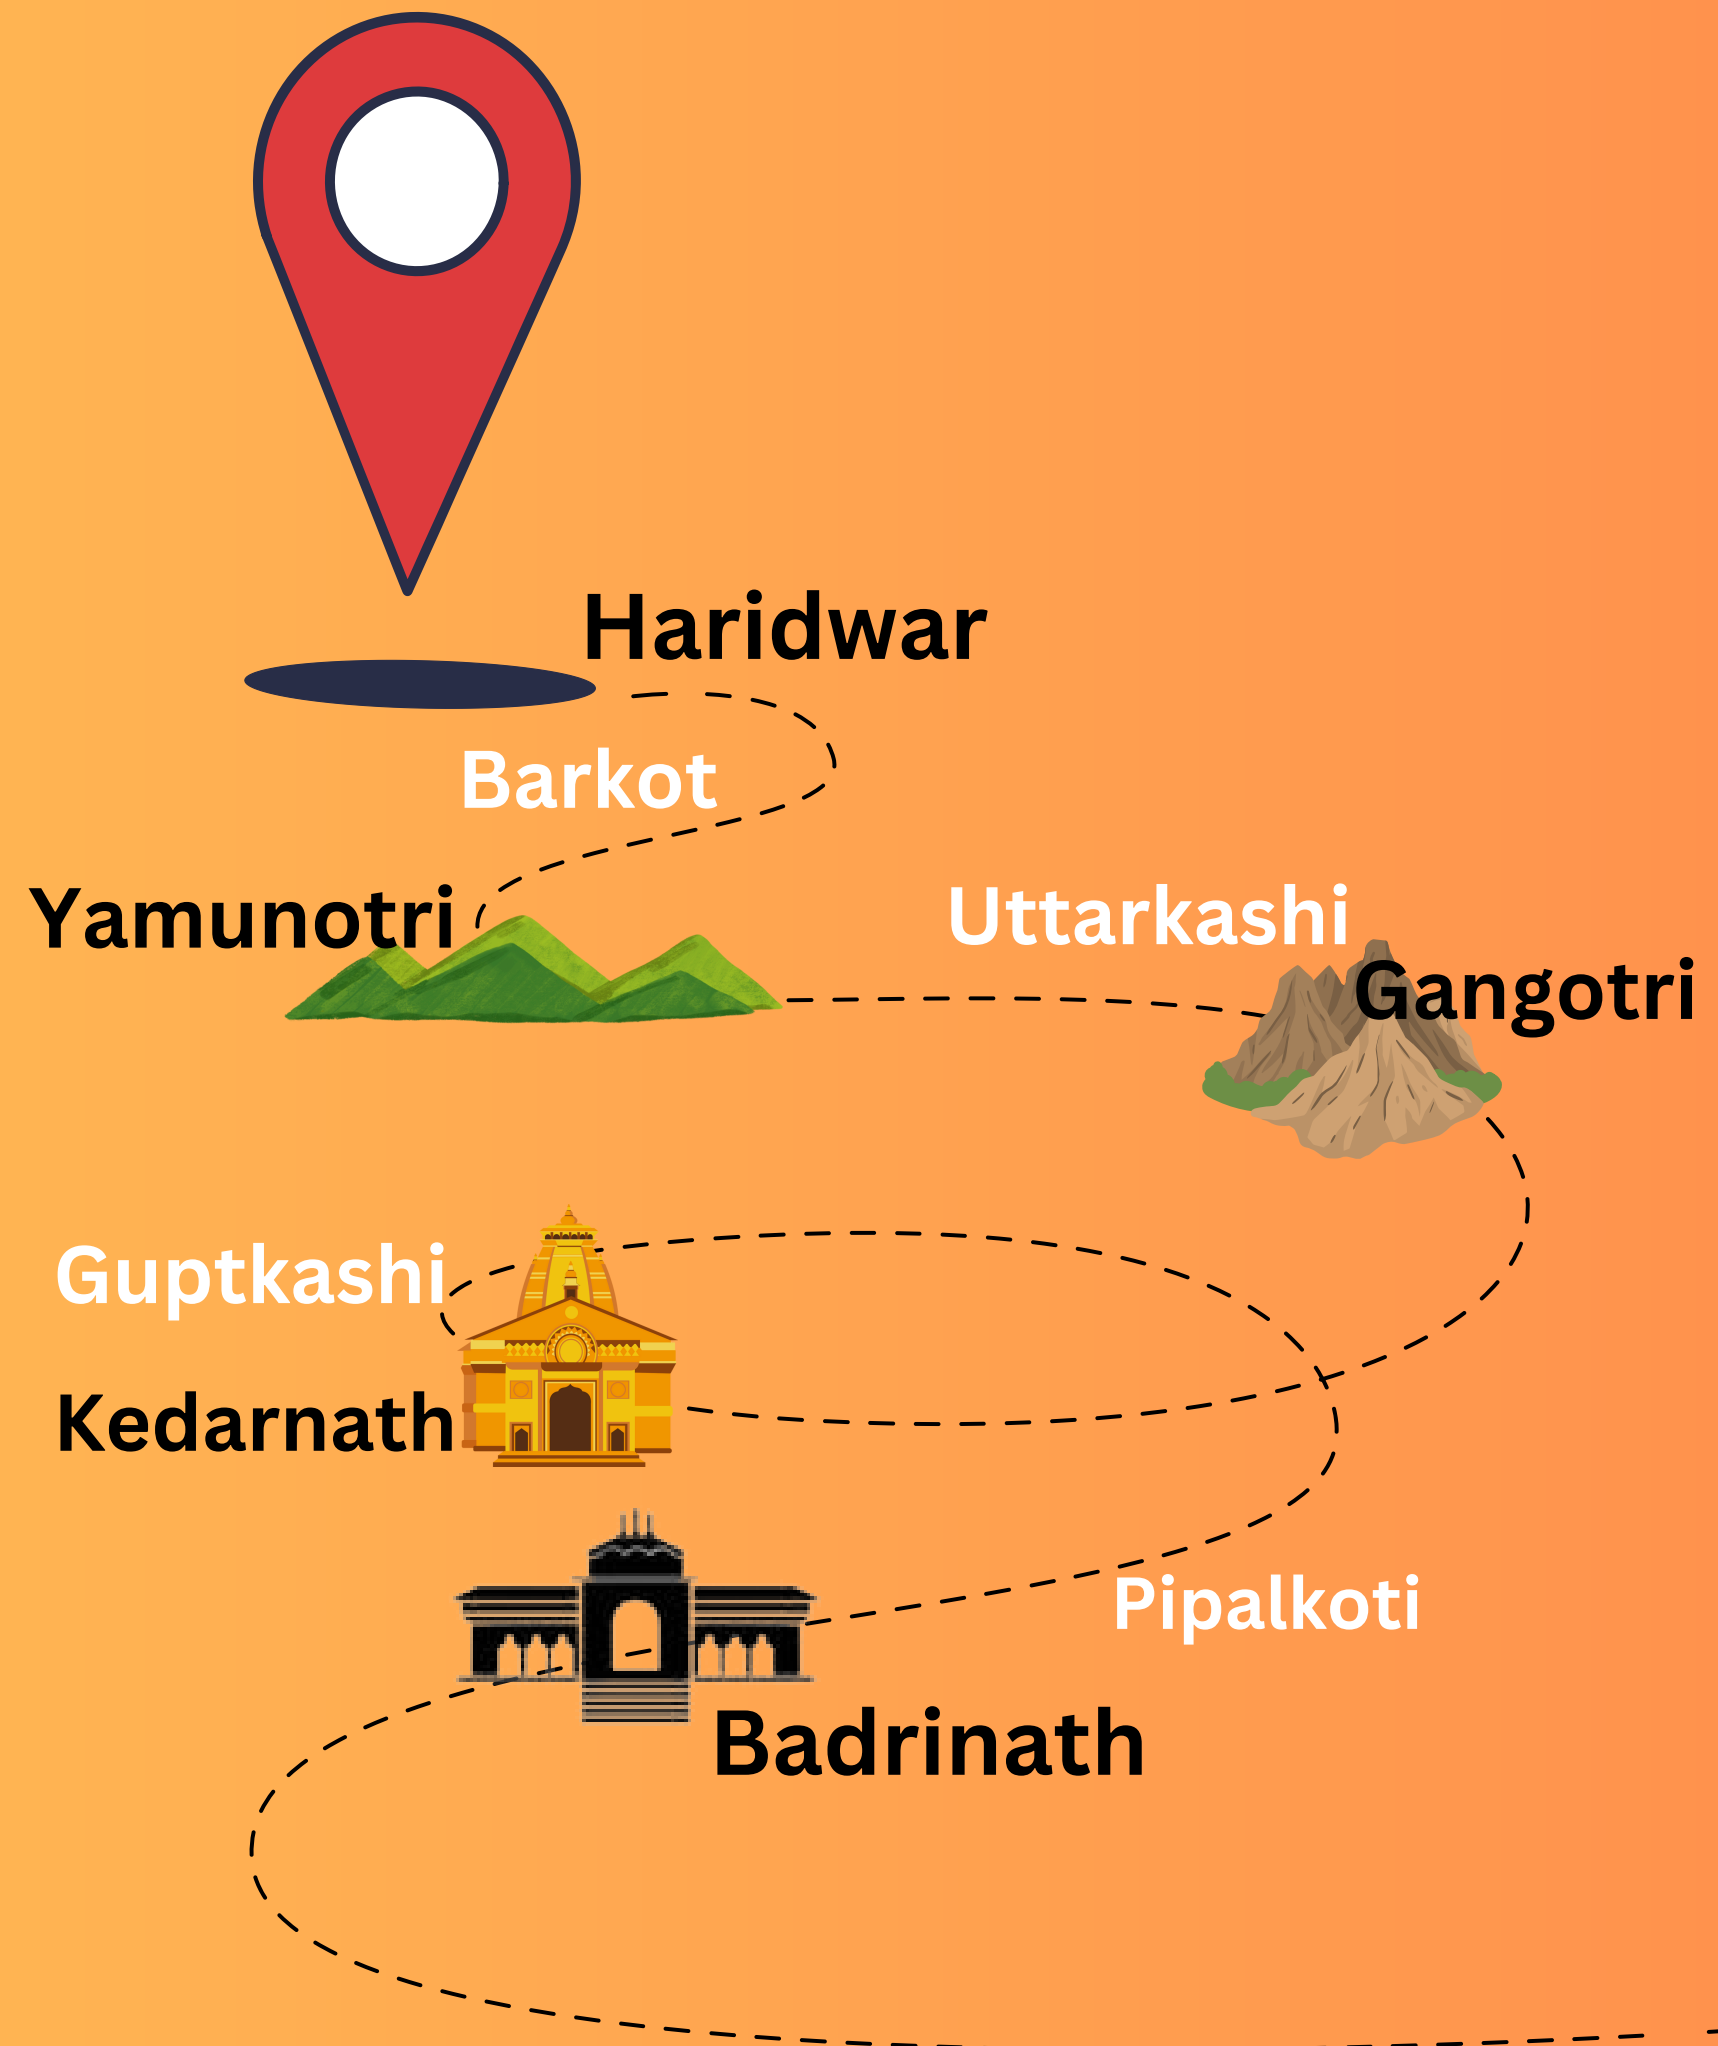 Haridwar
Barkot
Yamunotri
Uttarkashi
Gangotri
Guptkashi
Kedarnath
Pipalkoti
Badrinath